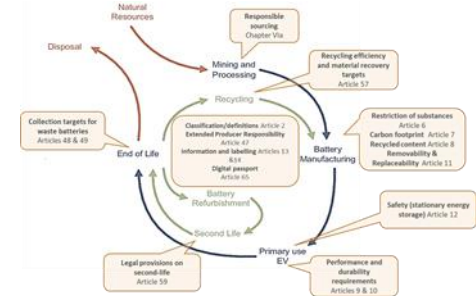 Natural
Resources
Responsible
sourcing
Chapter VIa
Disposal
Mining and
Processing
Recycling efficiency
and material recovery
targets
Article 57
Recycling
Collection targets for
waste batteries
Articles 48 & 49
Classification/definitions Article 2
Extended Producer Responsibility
Article 47
Information and labelling Articles 13
&14
Digital passport
Article 65
Restriction of substances
Article 6
Carbon footprint Article 7
Recycled content Article 8
Removability &
Replaceability Article 11
End of Life
Battery
Manufacturing
Battery
Refurbishment
Second Life
Safety (stationary energy
storage) Article 12
Primary use
EV
Legal provisions on
second-life
Article 59
Performance and
durability
requirements
Articles 9 & 10